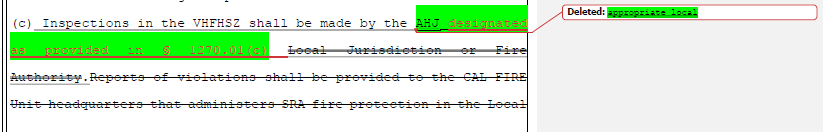 (c) Inspections in the VHFHSZ shall be made by the AHJ designated
as provided in § 1270.01(c) Local Jurisdiction or Fire
Authority.Reports of violations shall be provided to the CAL FIRE
Unit headquarters that administers SRA fire protection in the Local
Deleted: appropriate local